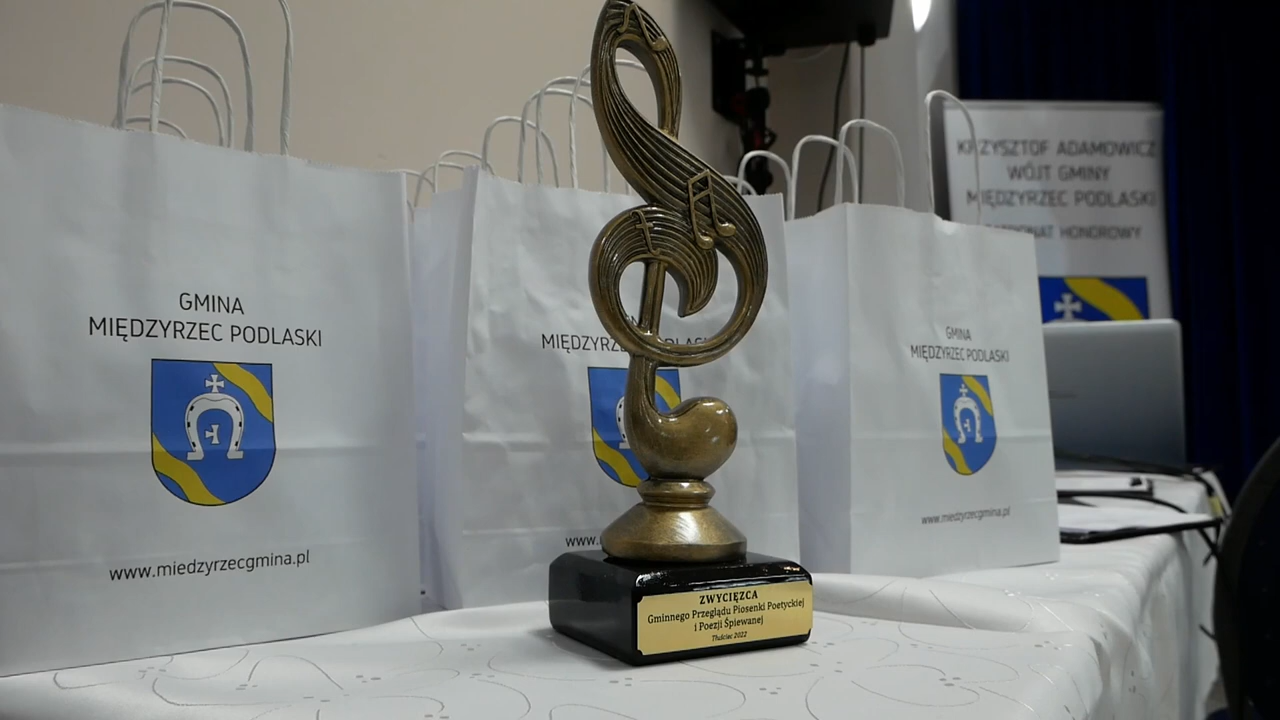 GMINA
MIĘDZYRZEC PODLASKI
www.miedzyrzecgmina.pl
MIĘDZYRZEC PODLASKI
www.
ZWYCIĘZCA
Gminnego Przeglądu Piosenki Poetyckiej
i Poezji Śpiewanej
Tłuściec 2022
GMINA
MIĘDZYRZEC PODLASKI
www.miedzyrzecgmina.pl
KRZYSZTOF ADAMOWICZ
WÓJT GMINY
MIĘDZYRZEC PODLASKI
HONOROWY